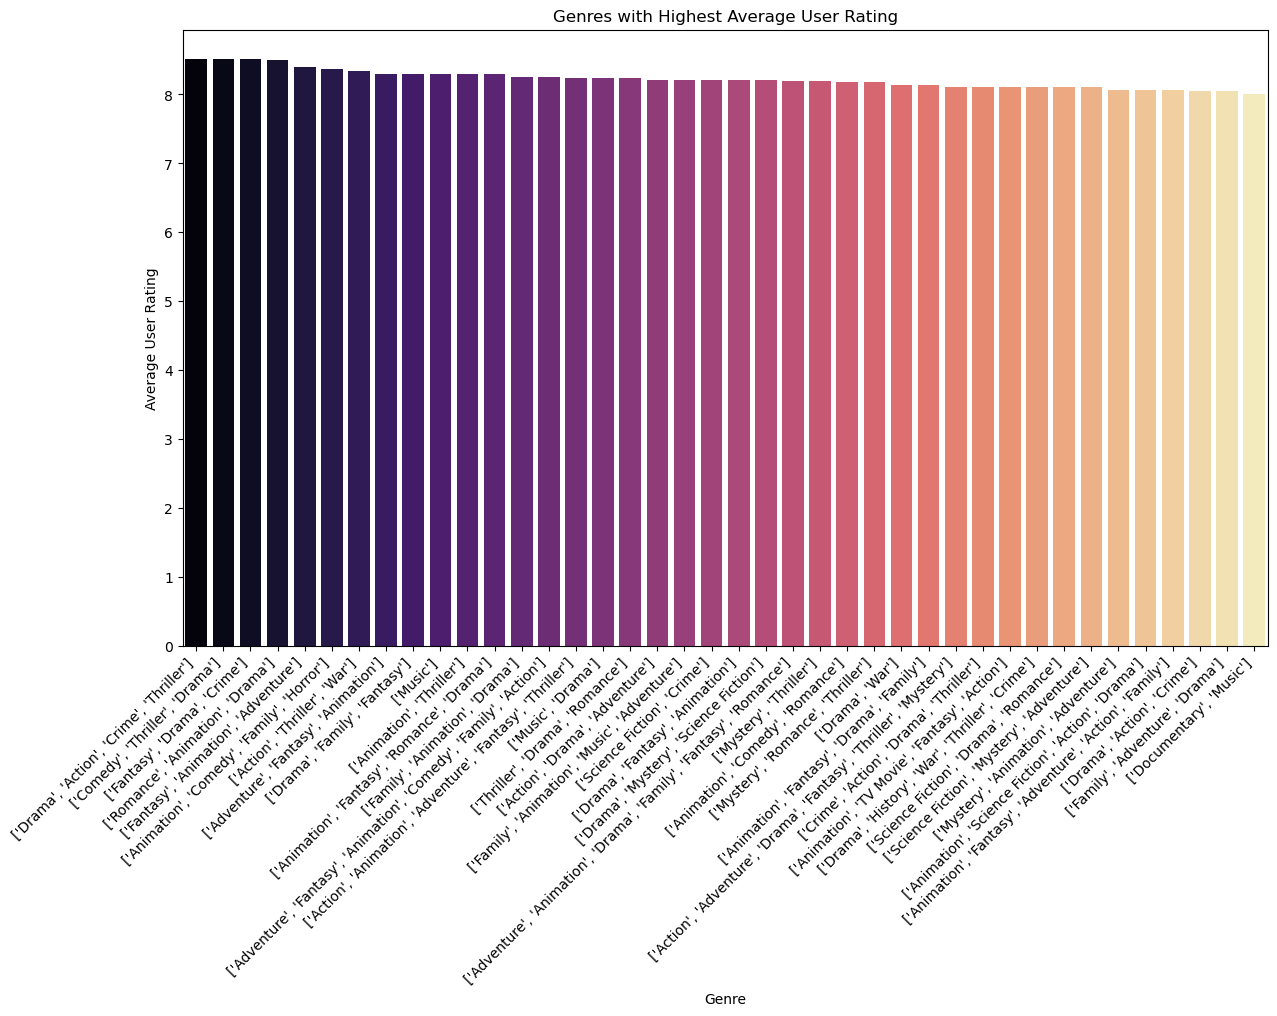 Genres with Highest Average User Rating
Average User Rating
8
7
6
5
4
3
2
1
0
['Drama', 'Action', 'Crime', 'Thriller']
['Comedy', 'Thriller', 'Drama']
['Fantasy', 'Drama', 'Crime']
['Romance', 'Animation', 'Drama']
['Fantasy', 'Animation', 'Adventure']
['Animation', 'Comedy', 'Family', 'Horror']
['Action', 'Thriller', 'War']
['Adventure', 'Fantasy', 'Animation']
['Drama', 'Family', 'Fantasy']
['Music']
['Animation', 'Thriller']
['Animation', 'Fantasy', 'Romance', 'Drama']
['Family', 'Animation', 'Drama']
['Adventure', 'Fantasy', 'Animation', 'Comedy', 'Family', 'Action']
['Action', 'Animation', 'Adventure', 'Fantasy', 'Thriller']
['Music', 'Drama']
['Thriller', 'Drama', 'Romance']
['Action', 'Drama', 'Adventure']
['Family', 'Animation', 'Music', 'Adventure']
['Science Fiction', 'Crime']
['Drama', 'Fantasy', 'Animation']
['Drama', 'Mystery', 'Science Fiction']
['Adventure', 'Animation', 'Drama', 'Family', 'Fantasy', 'Romance']
['Mystery', 'Thriller']
['Animation', 'Comedy', 'Romance']
['Mystery', 'Romance', 'Thriller']
['Drama', 'War']
['Animation', 'Fantasy', 'Drama', 'Family']
['Action', 'Adventure', 'Drama', 'Fantasy', 'Thriller', 'Mystery']
['Crime', 'Action', 'Drama', 'Thriller']
['Animation', 'TV Movie', 'Fantasy', 'Action']
['Drama', 'History', 'War', 'Thriller', 'Crime']
['Science Fiction', 'Drama', 'Romance']
['Science Fiction', 'Mystery', 'Adventure']
['Mystery', 'Animation', 'Adventure']
['Animation', 'Science Fiction', 'Action', 'Drama']
['Animation', 'Fantasy', 'Adventure', 'Action', 'Family']
['Drama', 'Action', 'Crime']
['Family', 'Adventure', 'Drama']
['Documentary', 'Music']
Genre